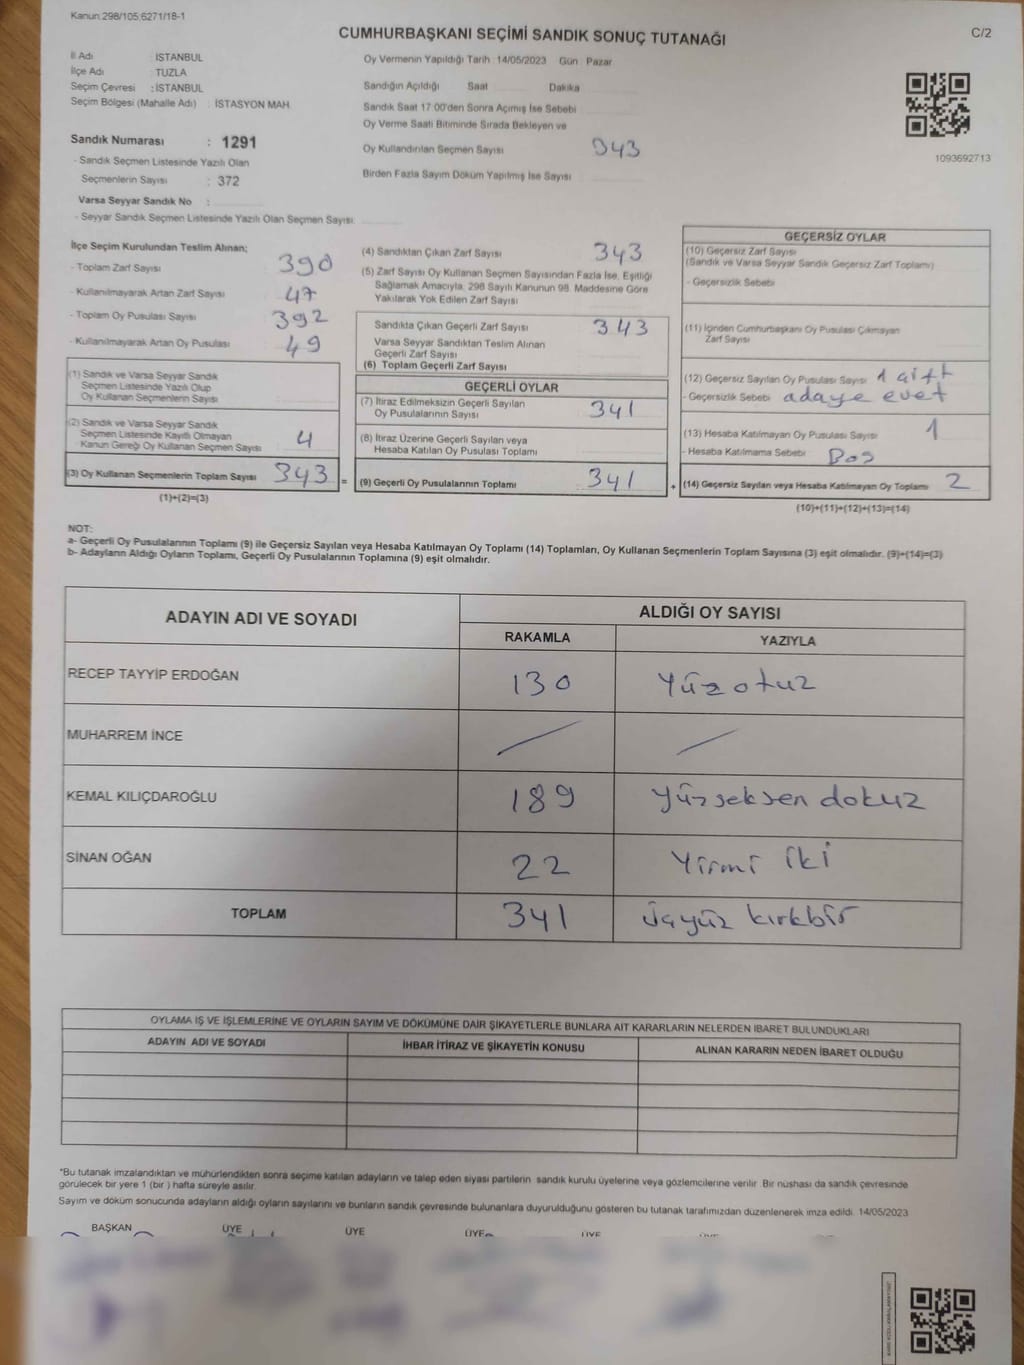 Kanun:298/105;6271/18-1
CUMHURBAŞKANI SEÇİMİ SANDIK SONUÇ TUTANAĞI
C/2
İl Adı : İSTANBUL
İlçe Adı : TUZLA
Seçim Çevresi : İSTANBUL
Seçim Bölgesi (Mahalle Adı) : İSTASYON MAH.
Sandık Numarası : 1291
- Sandık Seçmen Listesinde Yazılı Olan
Seçmenlerin Sayısı : 372
Varsa Seyyar Sandık No :
- Seyyar Sandık Seçmen Listesinde Yazılı Olan Seçmen Sayısı:
Oy Vermenin Yapıldığı Tarih : 14/05/2023 Gün : Pazar
Sandığın Açıldığı Saat Dakika
Sandık Saat 17:00'den Sonra Açılmış İse Sebebi
Oy Verme Saati Bitiminde Sırada Bekleyen ve
Oy Kullandırılan Seçmen Sayısı 343
Birden Fazla Sayım Döküm Yapılmış İse Sayısı
1093692713
İlçe Seçim Kurulundan Teslim Alınan;
- Toplam Zarf Sayısı 390
- Kullanılmayarak Artan Zarf Sayısı 47
- Toplam Oy Pusulası Sayısı 392
- Kullanılmayarak Artan Oy Pusulası 49
(1) Sandık ve Varsa Seyyar Sandık
Seçmen Listesinde Yazılı Olup
Oy Kullanan Seçmenlerin Sayısı
(2) Sandık ve Varsa Seyyar Sandık
Seçmen Listesinde Kayıtlı Olmayan
Kanun Gereği Oy Kullanan Seçmen Sayısı 4
(3) Oy Kullanan Seçmenlerin Toplam Sayısı 343 =
(1)+(2)=(3)
(4) Sandıktan Çıkan Zarf Sayısı 343
(5) Zarf Sayısı Oy Kullanan Seçmen Sayısından Fazla İse, Eşitliği
Sağlamak Amacıyla, 298 Sayılı Kanunun 98. Maddesine Göre
Yakılarak Yok Edilen Zarf Sayısı
Sandıkta Çıkan Geçerli Zarf Sayısı 343
Varsa Seyyar Sandıktan Teslim Alınan
Geçerli Zarf Sayısı
(6) Toplam Geçerli Zarf Sayısı
GEÇERLİ OYLAR
(7) İtiraz Edilmeksizin Geçerli Sayılan
Oy Pusulalarının Sayısı 341
(8) İtiraz Üzerine Geçerli Sayılan veya
Hesaba Katılan Oy Pusulası Toplamı
(9) Geçerli Oy Pusulalarının Toplamı 341 +
GEÇERSİZ OYLAR
(10) Geçersiz Zarf Sayısı
(Sandık ve Varsa Seyyar Sandık Geçersiz Zarf Toplamı)
- Geçersizlik Sebebi
(11) İçinden Cumhurbaşkanı Oy Pusulası Çıkmayan
Zarf Sayısı
(12) Geçersiz Sayılan Oy Pusulası Sayısı 1 çift
- Geçersizlik Sebebi adaye evet
(13) Hesaba Katılmayan Oy Pusulası Sayısı 1
- Hesaba Katılmama Sebebi Boş
(14) Geçersiz Sayılan veya Hesaba Katılmayan Oy Toplamı 2
(10)+(11)+(12)+(13)=(14)
NOT:
a- Geçerli Oy Pusulalarının Toplamı (9) ile Geçersiz Sayılan veya Hesaba Katılmayan Oy Toplamı (14) Toplamları, Oy Kullanan Seçmenlerin Toplam Sayısına (3) eşit olmalıdır. (9)+(14)=(3)
b- Adayların Aldığı Oyların Toplamı, Geçerli Oy Pusulalarının Toplamına (9) eşit olmalıdır.
ADAYIN ADI VE SOYADI
ALDIĞI OY SAYISI
RAKAMLA YAZIYLA
RECEP TAYYİP ERDOĞAN 130 yüzotuz
MUHARREM İNCE
KEMAL KILIÇDAROĞLU 189 yüzseksen dokuz
SİNAN OĞAN 22 yirmi iki
TOPLAM 341 üçyüz kırkbir
OYLAMA İŞ VE İŞLEMLERİNE VE OYLARIN SAYIM VE DÖKÜMÜNE DAİR ŞİKAYETLERLE BUNLARA AİT KARARLARIN NELERDEN İBARET BULUNDUKLARI
ADAYIN ADI VE SOYADI İHBAR İTİRAZ VE ŞİKAYETİN KONUSU ALINAN KARARIN NEDEN İBARET OLDUĞU
*Bu tutanak imzalandıktan ve mühürlendikten sonra seçime katılan adayların ve talep eden siyasi partilerin sandık kurulu üyelerine veya gözlemcilerine verilir. Bir nüshası da sandık çevresinde
görülecek bir yere 1 (bir ) hafta süreyle asılır.
Sayım ve döküm sonucunda adayların aldığı oyların sayılarını ve bunların sandık çevresinde bulunanlara duyurulduğunu gösteren bu tutanak tarafımızdan düzenlenerek imza edildi. 14/05/2023
BAŞKAN ÜYE ÜYE ÜYE ÜYE